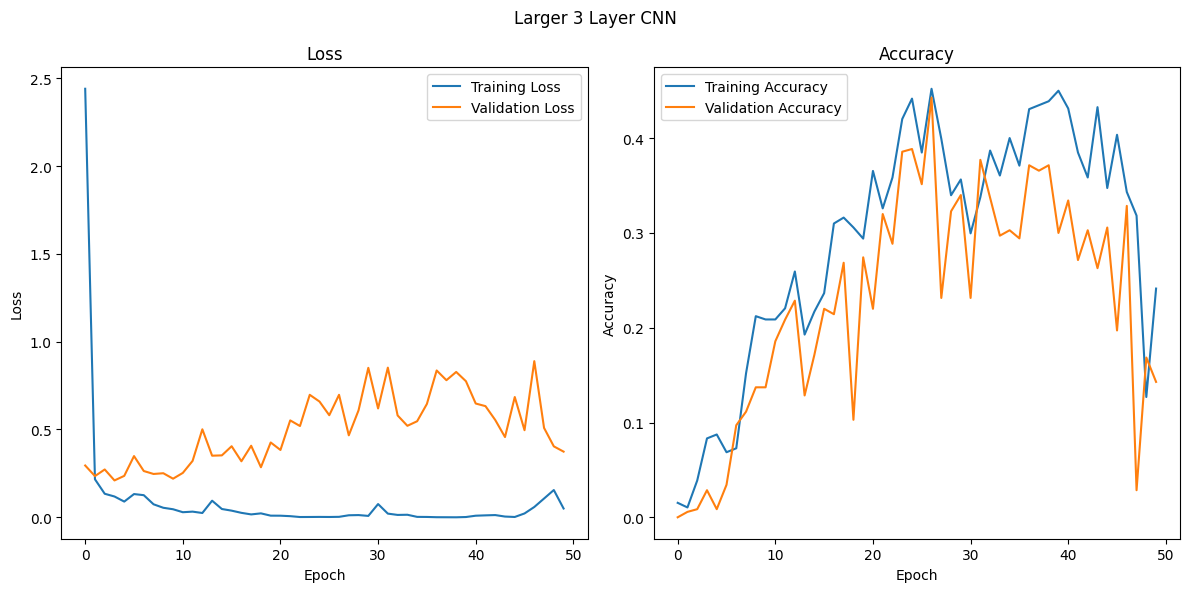 Larger 3 Layer CNN
Loss
Training Loss
Validation Loss
2.5
2.0
1.5
1.0
0.5
0.0
Loss
0 10 20 30 40 50
Epoch
Accuracy
Training Accuracy
Validation Accuracy
0.4
0.3
0.2
0.1
0.0
Accuracy
0 10 20 30 40 50
Epoch